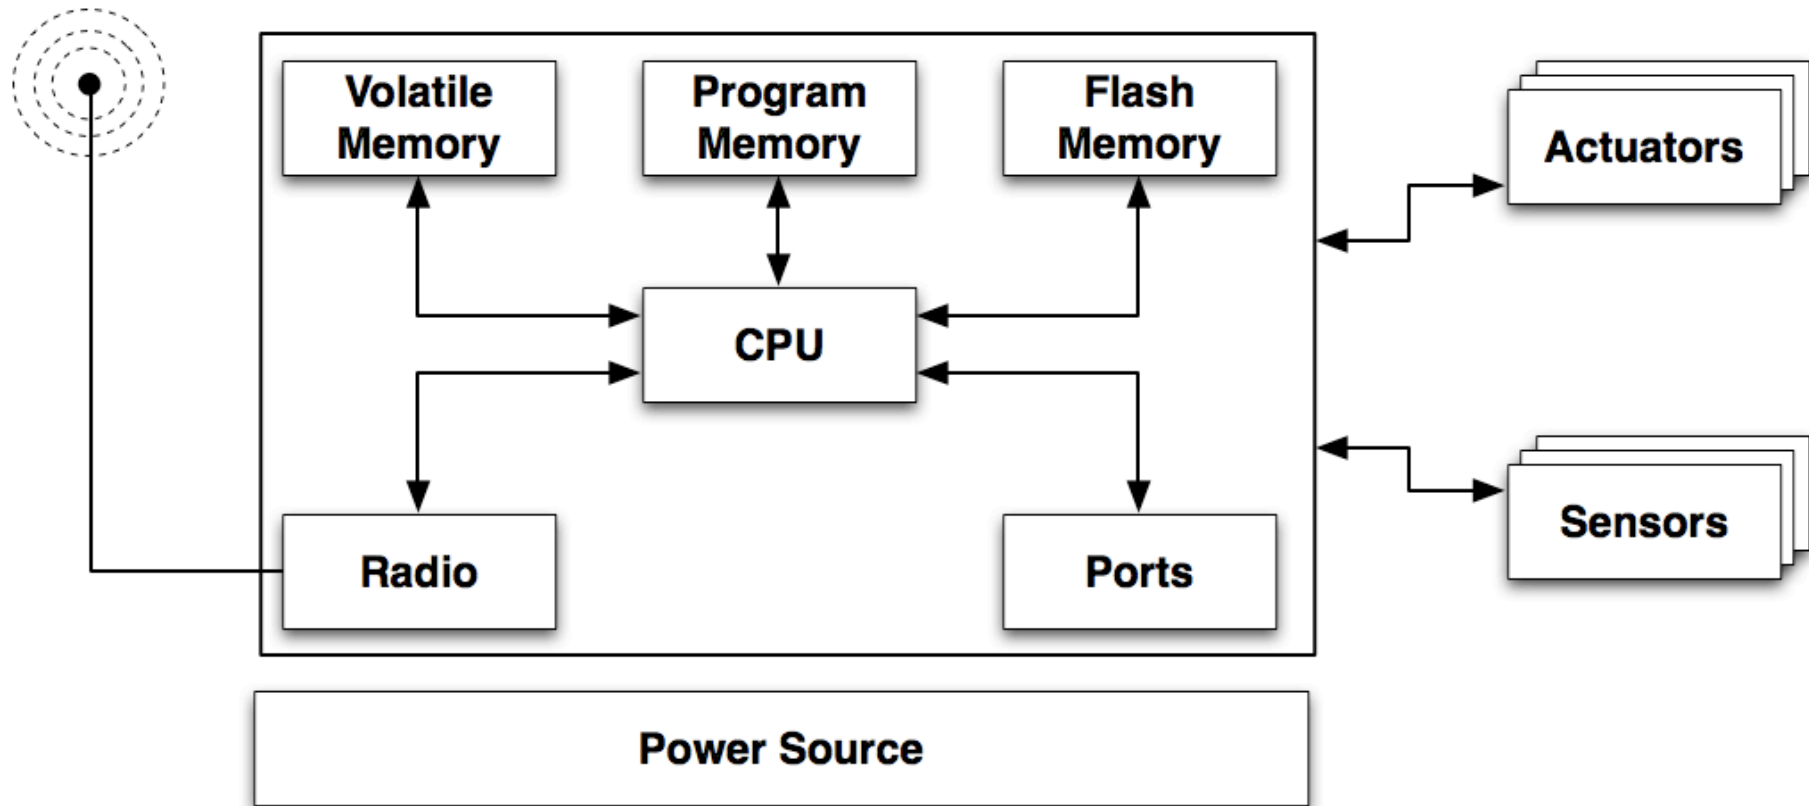 Volatile
Memory
Program
Memory
Flash
Memory
Actuators
CPU
Sensors
Radio
Ports
Power Source